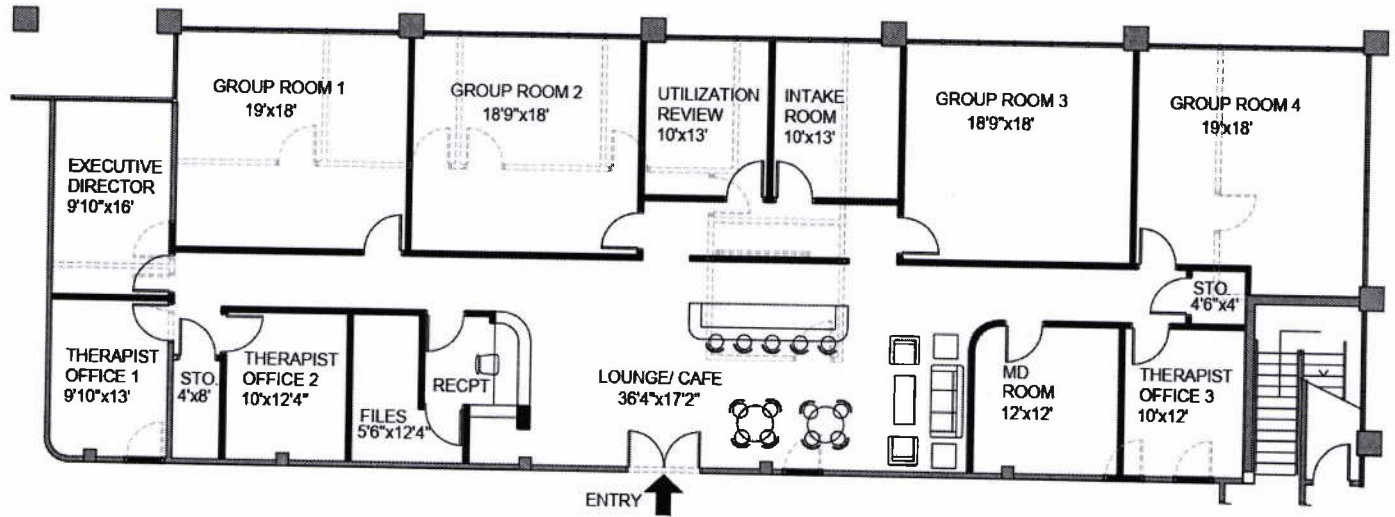 GROUP ROOM 1
19'x18'
GROUP ROOM 2
18'9"x18'
UTILIZATION
REVIEW
10'x13'
INTAKE
ROOM
10'x13'
GROUP ROOM 3
18'9"x18'
GROUP ROOM 4
19'x18'
EXECUTIVE
DIRECTOR
9'10"x16'
STO.
4'6"x4'
THERAPIST
OFFICE 1
9'10"x13'
STO.
4'x8'
THERAPIST
OFFICE 2
10'x12'4"
FILES
5'6"x12'4"
RECPT
LOUNGE/ CAFE
36'4"x17'2"
MD
ROOM
12'x12'
THERAPIST
OFFICE 3
10'x12'
ENTRY